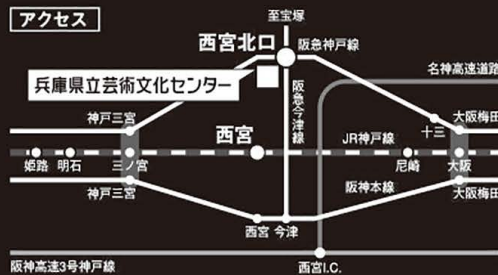 アクセス
至宝塚
西宮北口
阪急神戸線
兵庫県立芸術文化センター
阪急今津線
名神高速道路
神戸三宮
十三
大阪梅田
西宮
JR神戸線
姫路
明石
三ノ宮
尼崎
大阪
神戸三宮
阪神本線
大阪梅田
西宮
今津
阪神高速3号神戸線
西宮I.C.